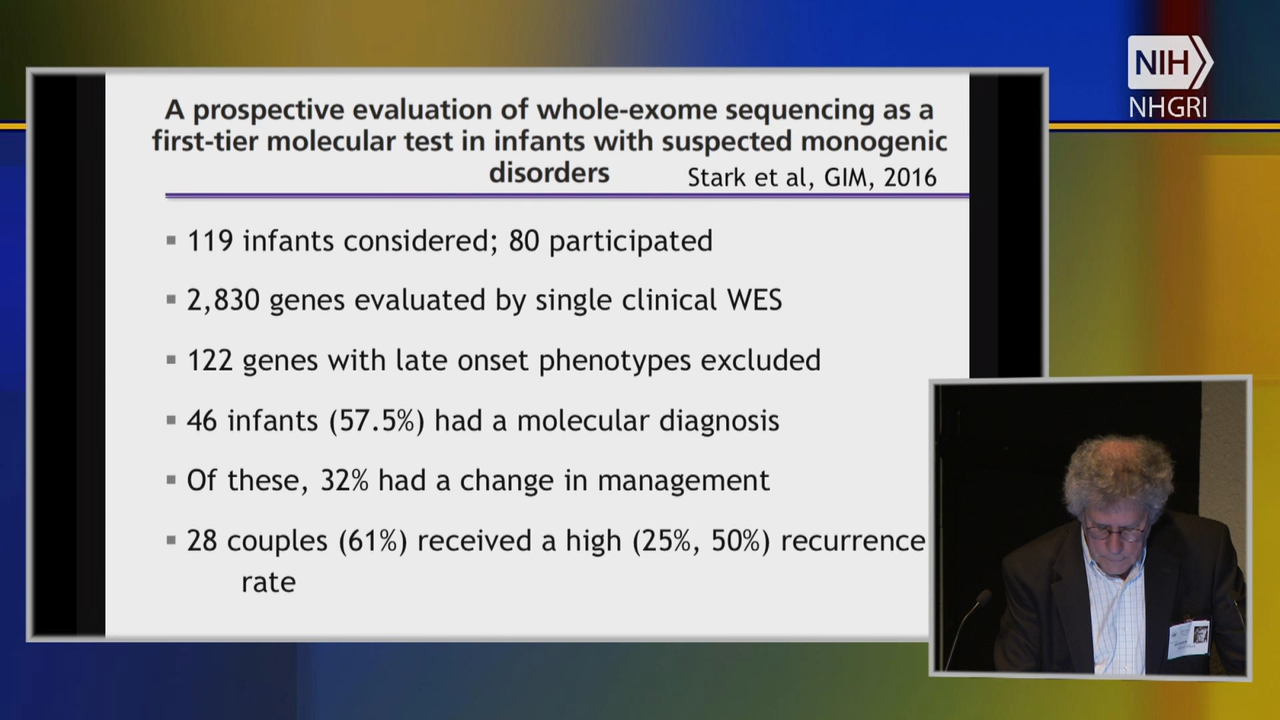 NIH
NHGRI
A prospective evaluation of whole-exome sequencing as a
first-tier molecular test in infants with suspected monogenic
disorders
Stark et al, GIM, 2016
▪ 119 infants considered; 80 participated
▪ 2,830 genes evaluated by single clinical WES
▪ 122 genes with late onset phenotypes excluded
▪ 46 infants (57.5%) had a molecular diagnosis
▪ Of these, 32% had a change in management
▪ 28 couples (61%) received a high (25%, 50%) recurrence
rate